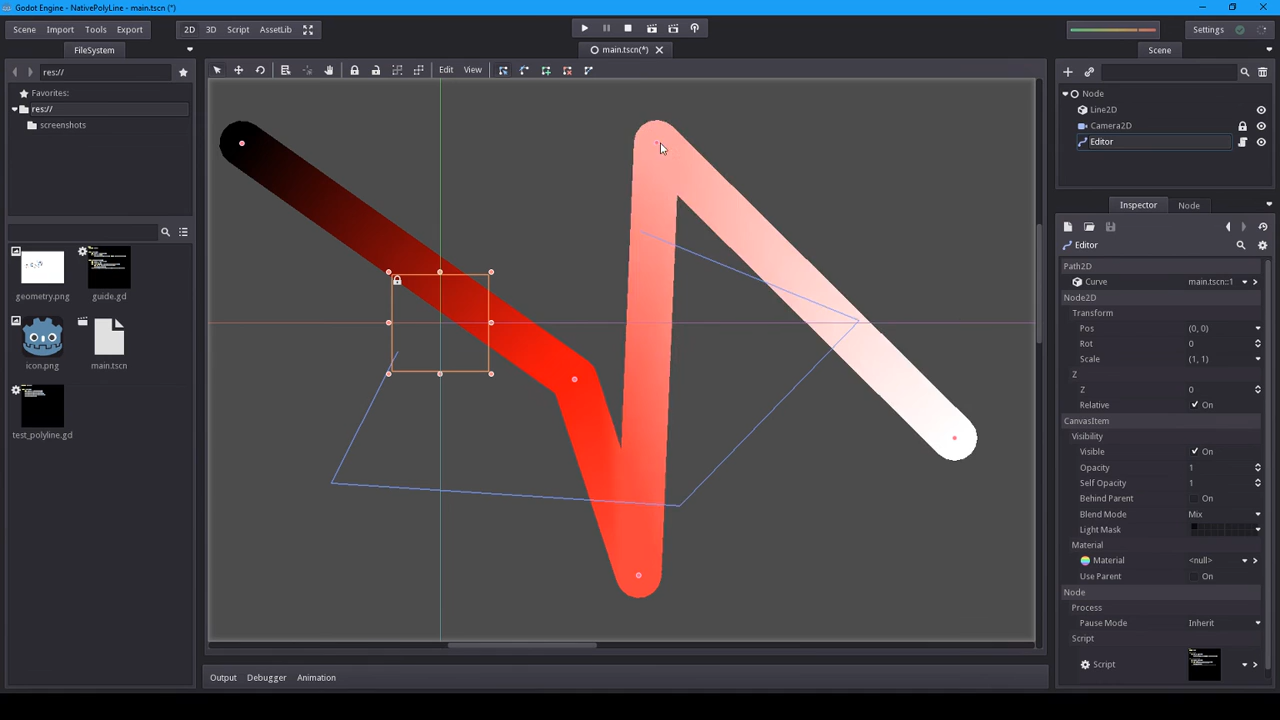 Godot Engine - NativePolyLine - main.tscn (*)
Scene Import Tools Export
2D 3D Script AssetLib
Settings
FileSystem
main.tscn(*)
Scene
res://
Edit View
Favorites:
res://
screenshots
Node
Line2D
Camera2D
Editor
Inspector Node
Editor
Path2D
Curve main.tscn::1
Node2D
Transform
Pos (0, 0)
Rot 0
Scale (1, 1)
Z
Z 0
Relative On
CanvasItem
Visibility
Visible On
Opacity 1
Self Opacity 1
Behind Parent On
Blend Mode Mix
Light Mask
Material
Material <null>
Use Parent On
Node
Process
Pause Mode Inherit
Script
Script
geometry.png guide.gd
icon.png main.tscn
test_polyline.gd
Output Debugger Animation